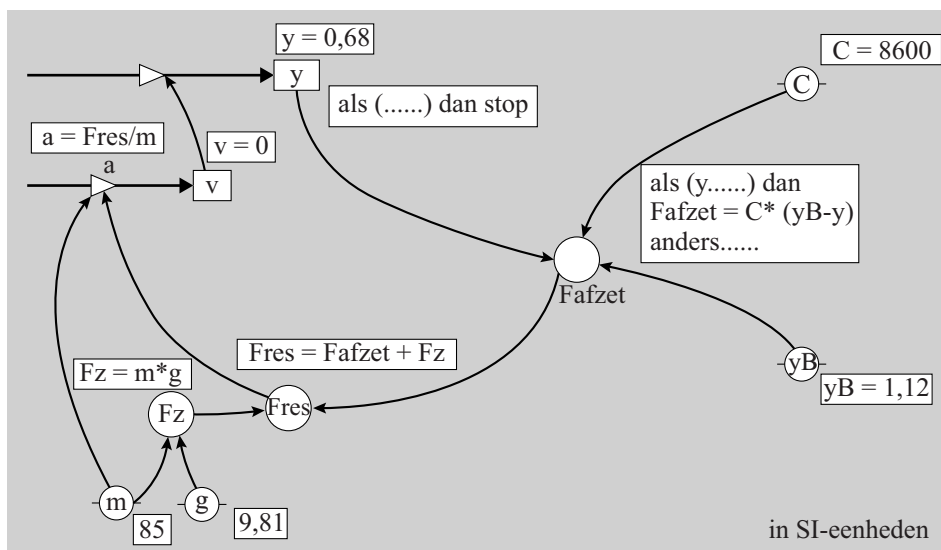 y = 0,68
C = 8600
y
C
als (......) dan stop
a = Fres/m
v = 0
a
v
als (y......) dan
Fafzet = C* (yB-y)
anders......
Fafzet
Fres = Fafzet + Fz
Fz = m*g
yB
yB = 1,12
Fz
Fres
m
g
85
9,81
in SI-eenheden